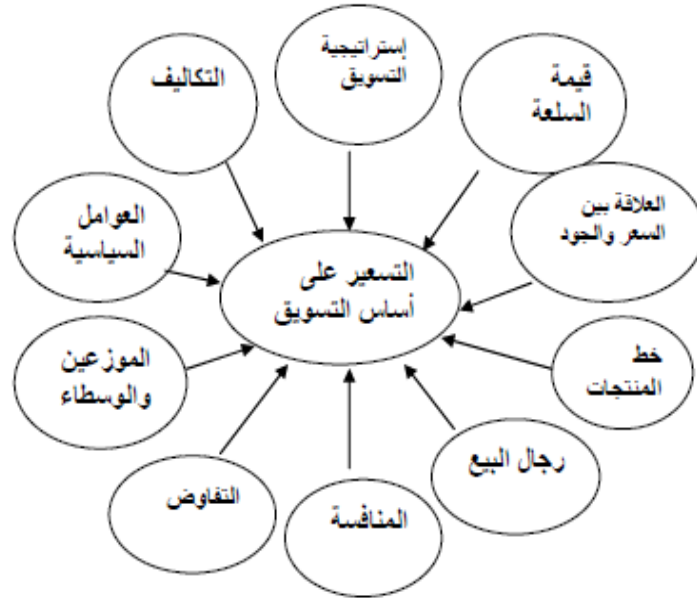 إستراتيجية
التسويق
قيمة
السلعة
العلاقة بين
السعر والجود
خط
المنتجات
رجال البيع
المنافسة
التفاوض
الموزعين
والوسطاء
العوامل
السياسية
التكاليف
التسعير على
أساس التسويق